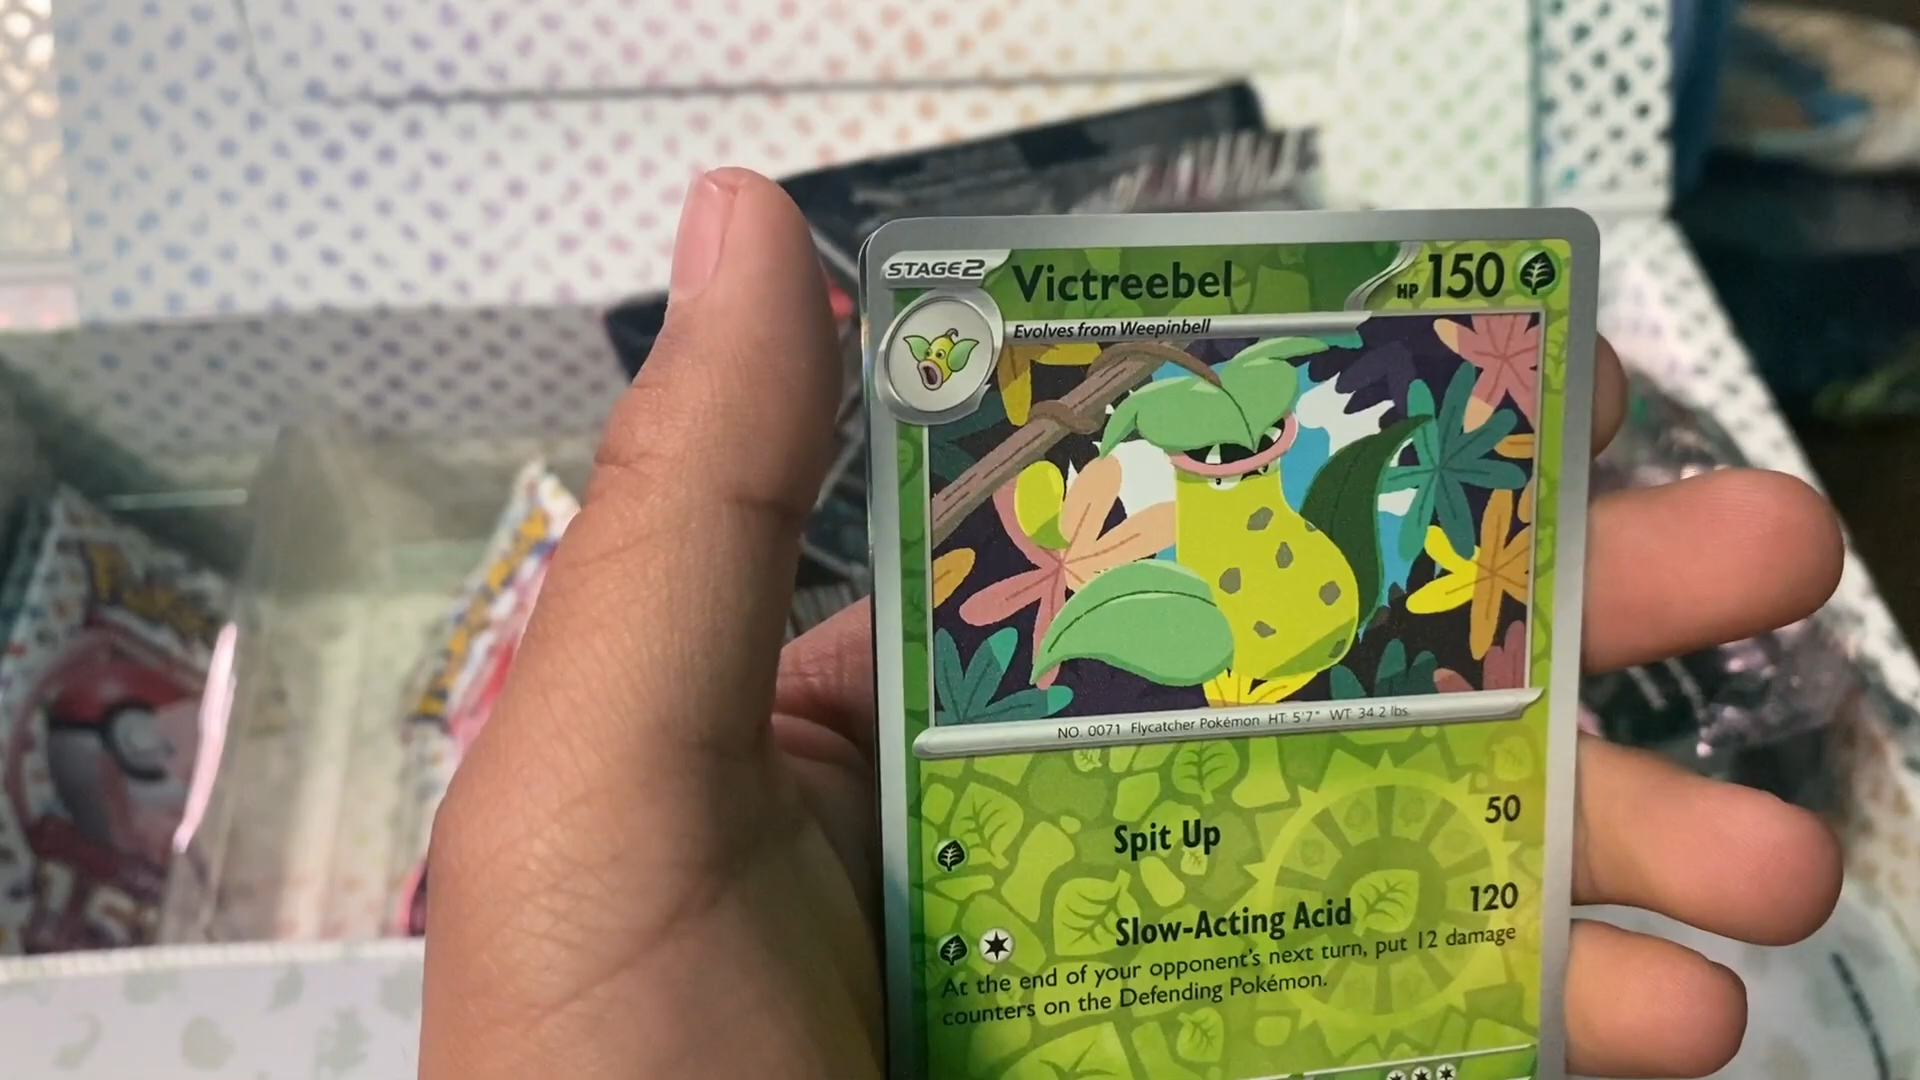 STAGE2
Victreebel
HP 150
Evolves from Weepinbell
NO. 0071 Flycatcher Pokémon HT 5'7" WT 34.2 lbs.
Spit Up 50
Slow-Acting Acid 120
At the end of your opponent's next turn, put 12 damage
counters on the Defending Pokémon.